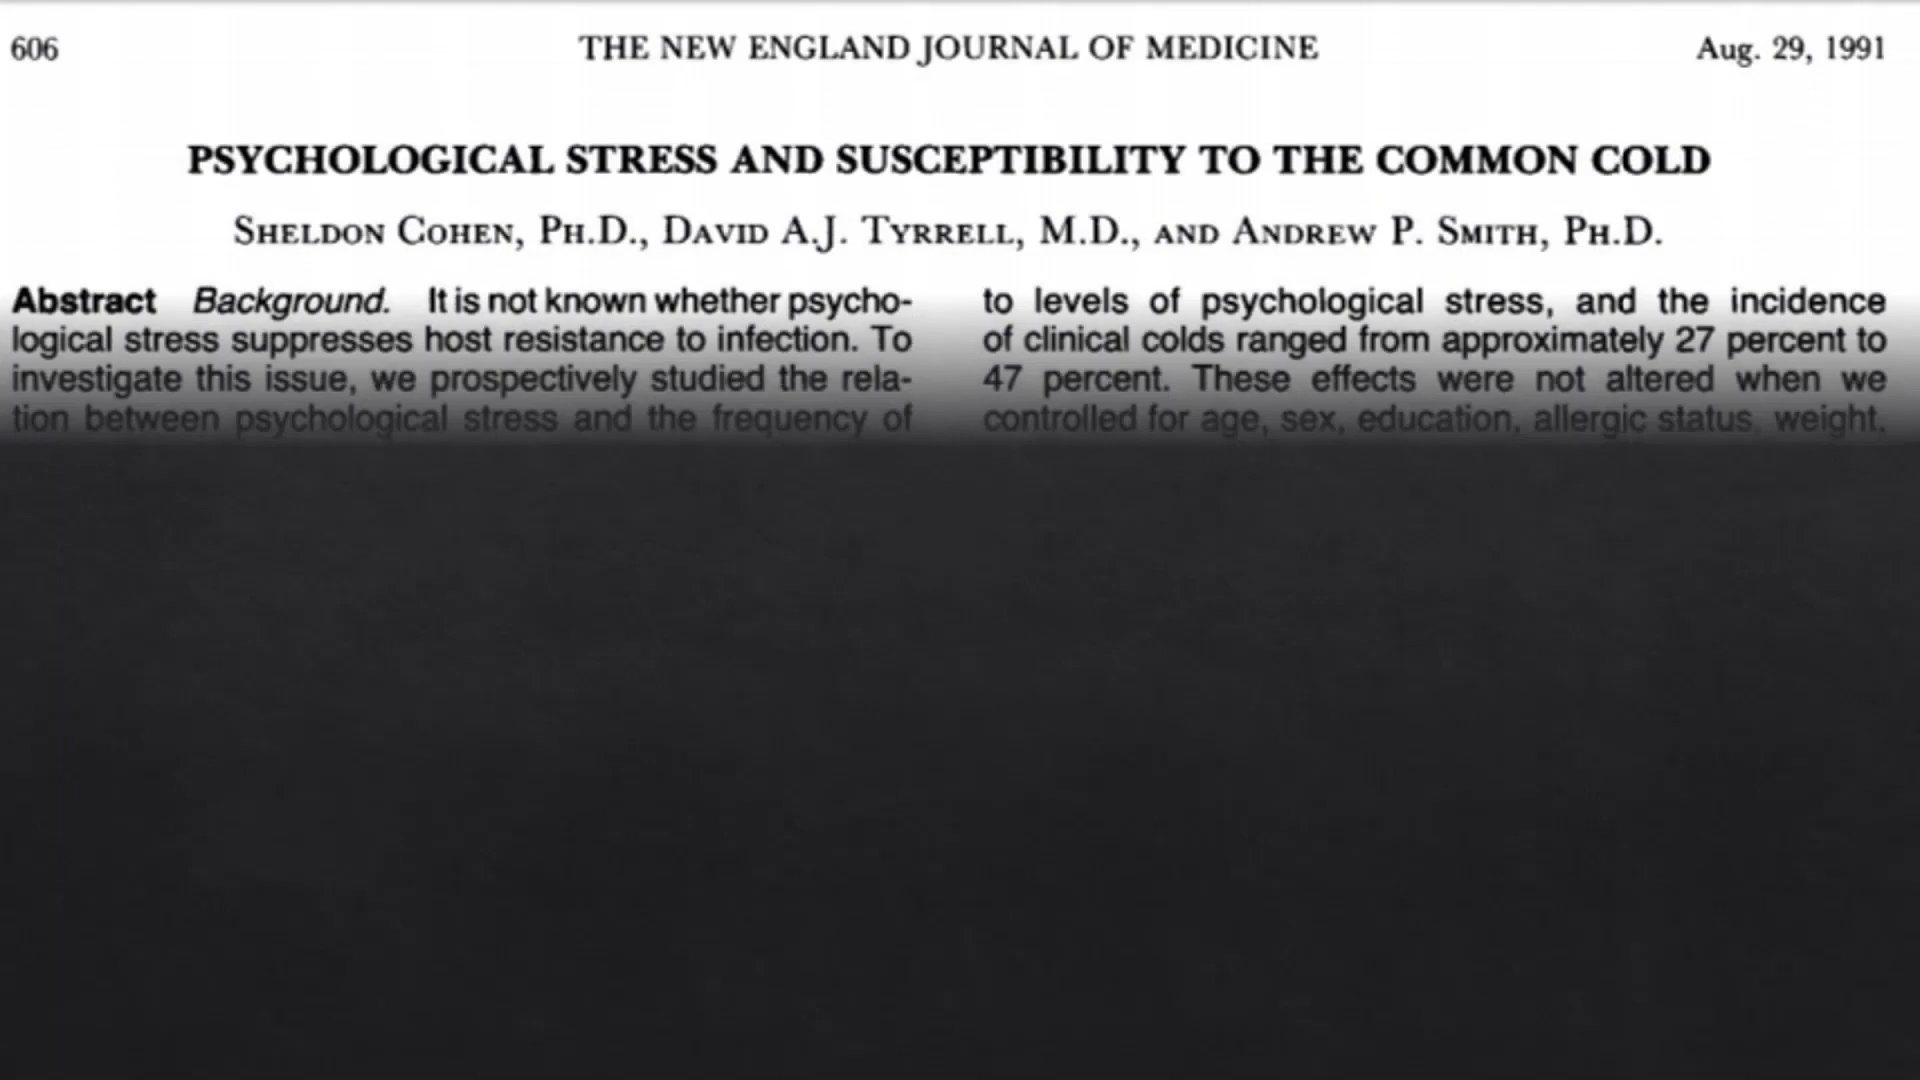 606 THE NEW ENGLAND JOURNAL OF MEDICINE Aug. 29, 1991
PSYCHOLOGICAL STRESS AND SUSCEPTIBILITY TO THE COMMON COLD
SHELDON COHEN, PH.D., DAVID A.J. TYRRELL, M.D., AND ANDREW P. SMITH, PH.D.
Abstract Background. It is not known whether psycho-
logical stress suppresses host resistance to infection. To
investigate this issue, we prospectively studied the rela-
tion between psychological stress and the frequency of
to levels of psychological stress, and the incidence
of clinical colds ranged from approximately 27 percent to
47 percent. These effects were not altered when we
controlled for age, sex, education, allergic status, weight,